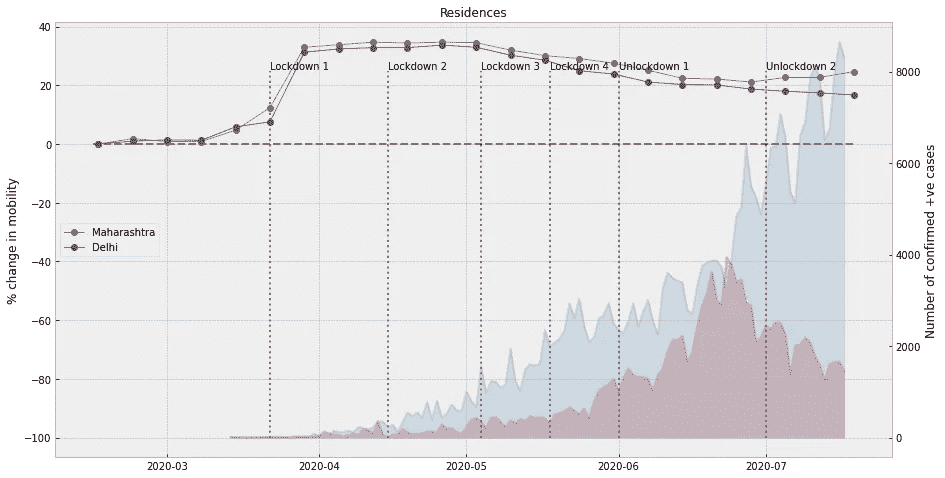 Residences
40
20
0
−20
−40
−60
−80
−100
% change in mobility
Lockdown 1
Lockdown 2
Lockdown 3
Lockdown 4
Unlockdown 1
Unlockdown 2
Maharashtra
Delhi
8000
6000
4000
2000
0
Number of confirmed +ve cases
2020-03
2020-04
2020-05
2020-06
2020-07